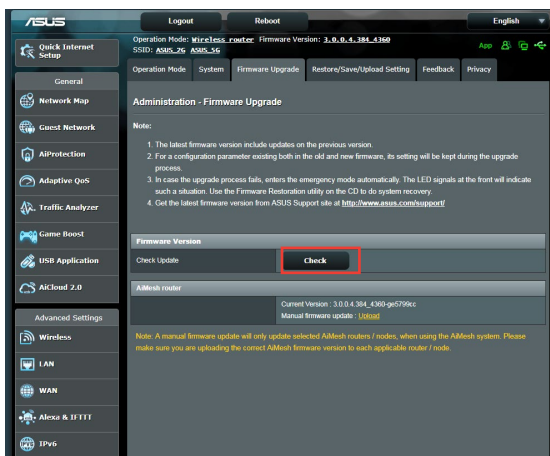 ASUS
Logout
Reboot
English
Operation Mode: Wireless router Firmware Version: 3.0.0.4.384_4360
SSID: ASUS_2G ASUS_5G
App
Quick Internet
Setup
Operation Mode
System
Firmware Upgrade
Restore/Save/Upload Setting
Feedback
Privacy
General
Network Map
Guest Network
AiProtection
Adaptive QoS
Traffic Analyzer
Game Boost
USB Application
AiCloud 2.0
Advanced Settings
Wireless
LAN
WAN
Alexa & IFTTT
IPv6
Administration - Firmware Upgrade
Note:
1. The latest firmware version include updates on the previous version.
2. For a configuration parameter existing both in the old and new firmware, its setting will be kept during the upgrade
process.
3. In case the upgrade process fails, enters the emergency mode automatically. The LED signals at the front will indicate
such a situation. Use the Firmware Restoration utility on the CD to do system recovery.
4. Get the latest firmware version from ASUS Support site at http://www.asus.com/support/
Firmware Version
Check Update
Check
AiMesh router
Current Version : 3.0.0.4.384_4360-ge5799cc
Manual firmware update : Upload
Note: A manual firmware update will only update selected AiMesh routers / nodes, when using the AiMesh system. Please
make sure you are uploading the correct AiMesh firmware version to each applicable router / node.